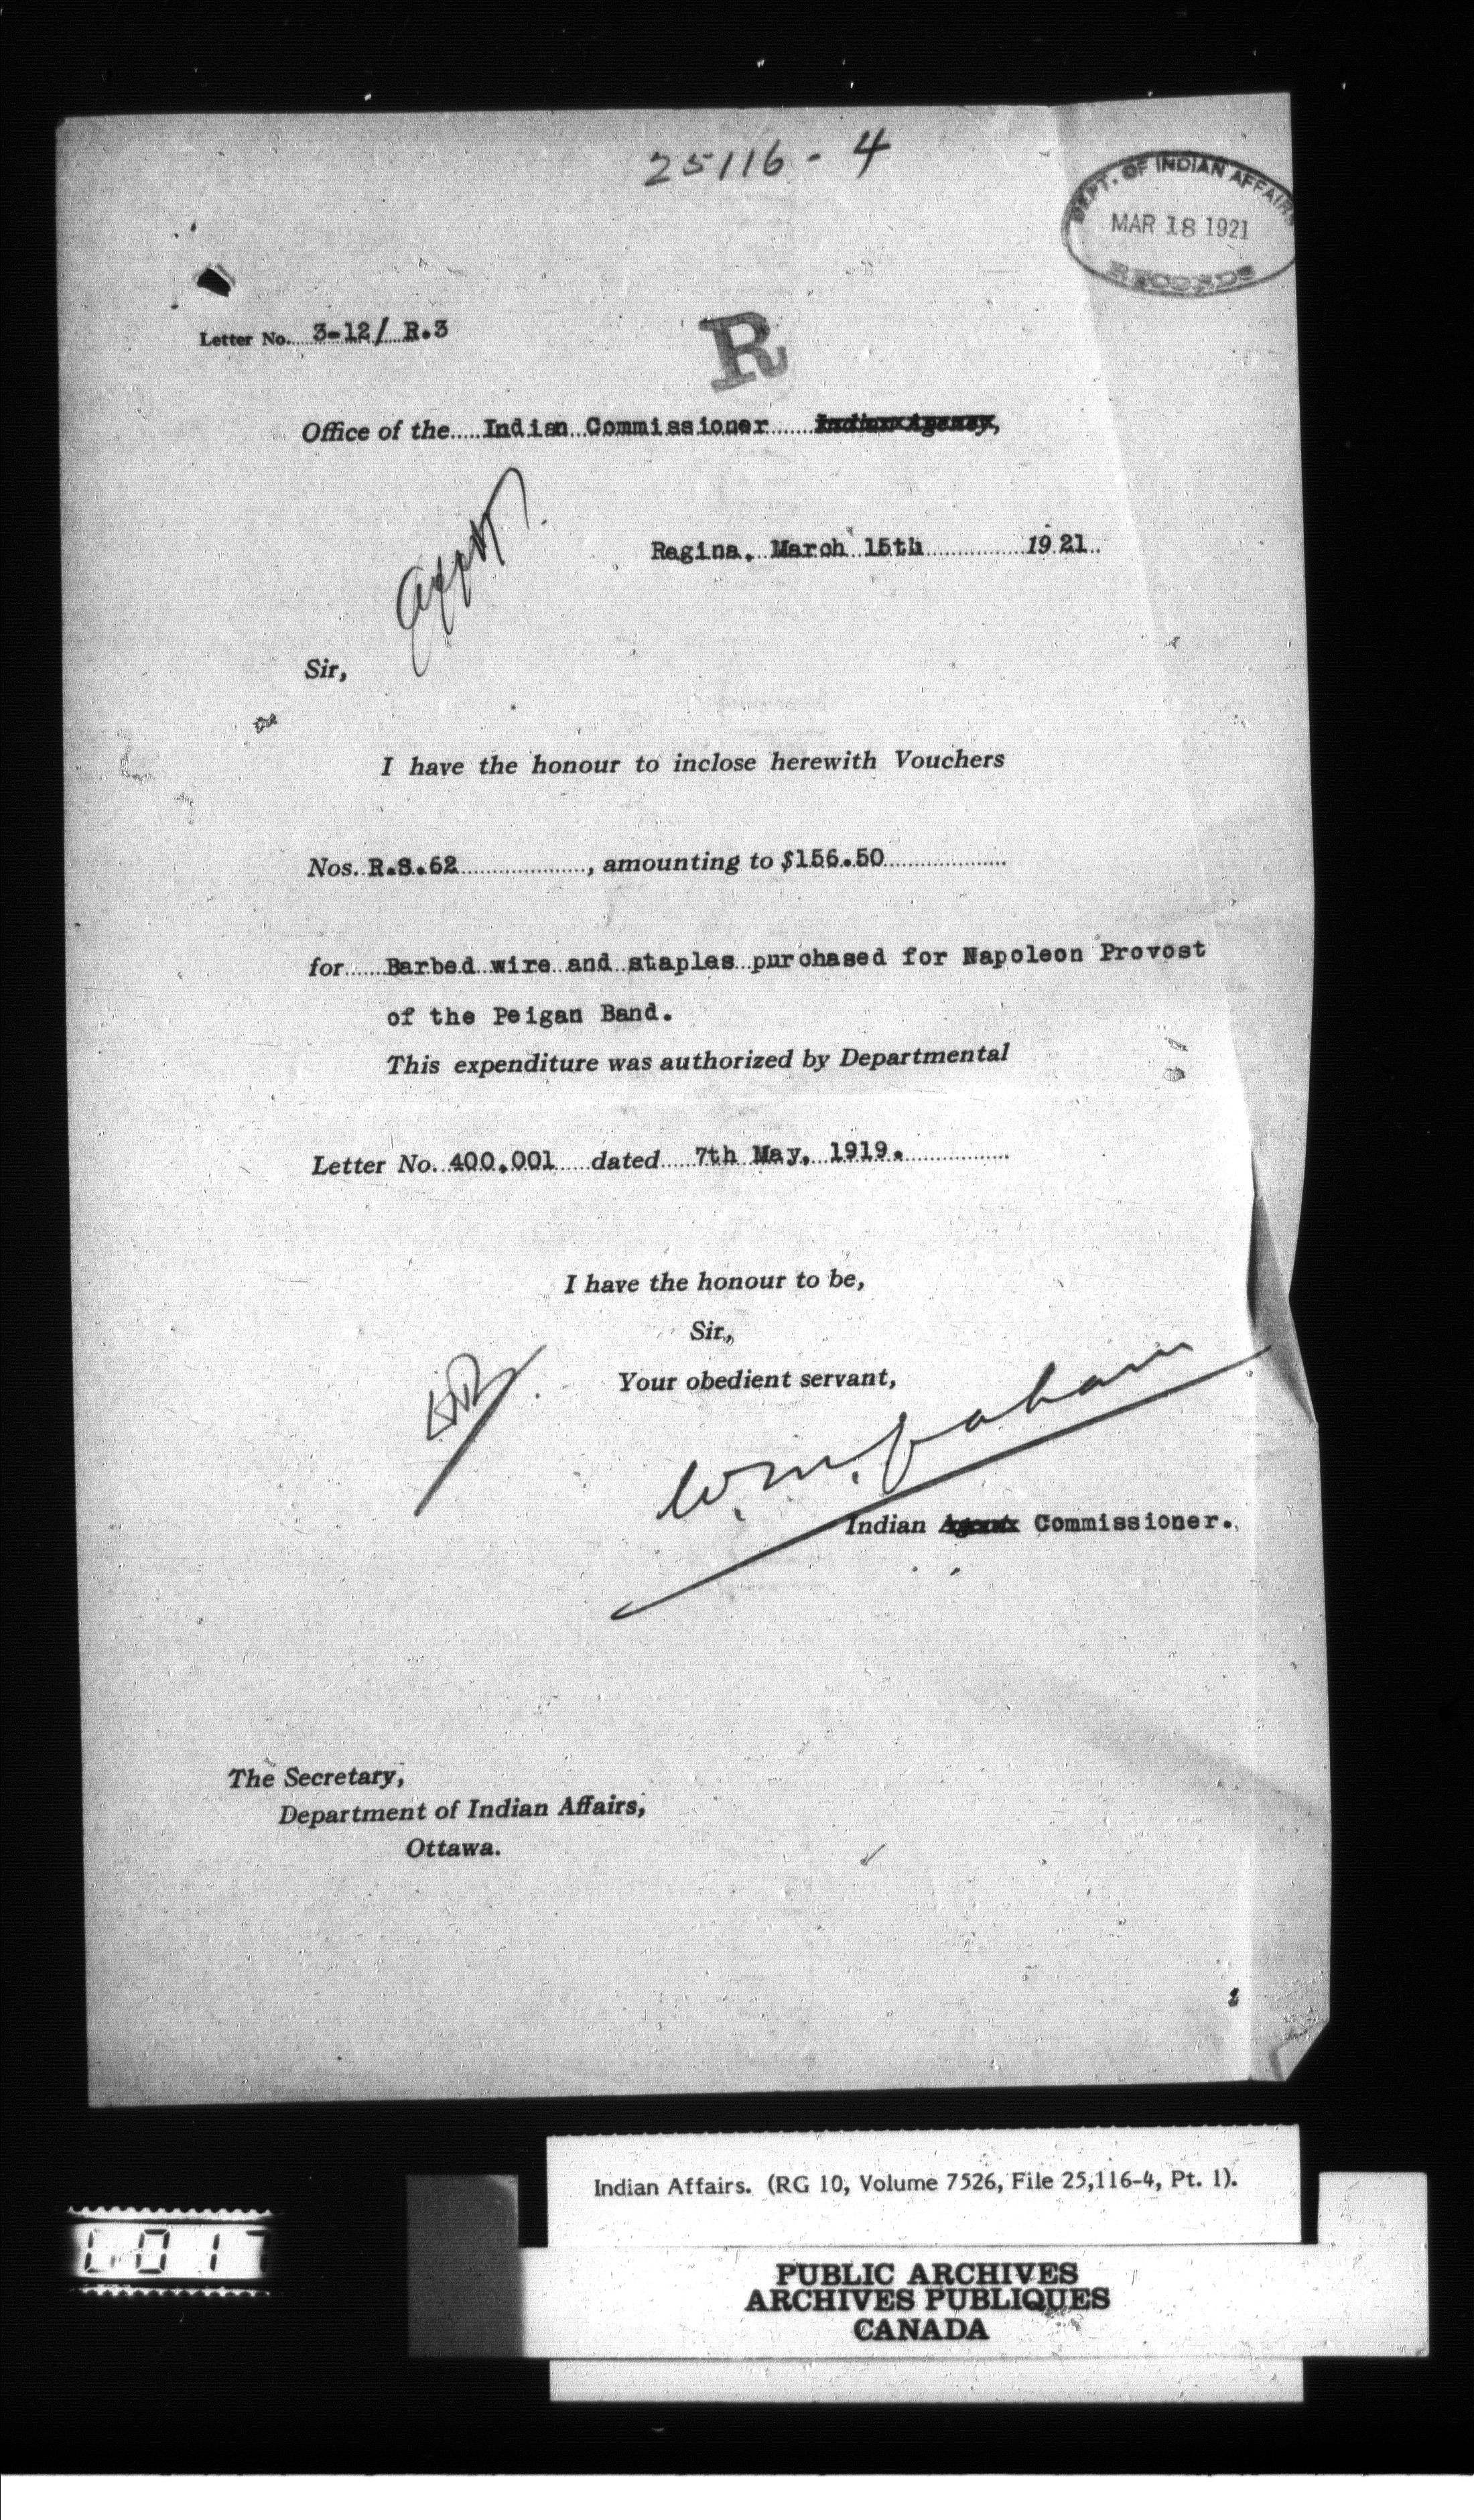 25116-4
DEPT. OF INDIAN AFFAIRS
MAR 18 1921
RECORDS
Letter No. 3-12/ R.3
R
Office of the Indian Commissioner Indian Agency,
Regina, March 15th 1921
Sir,
I have the honour to inclose herewith Vouchers
Nos. R.S.62, amounting to $156.50
for Barbed wire and staples purchased for Napoleon Provost
of the Peigan Band.
This expenditure was authorized by Departmental
Letter No. 400,001 dated 7th May, 1919.
I have the honour to be,
Sir,
Your obedient servant,
W. M. Graham
Indian Agent Commissioner.
The Secretary,
Department of Indian Affairs,
Ottawa.
Indian Affairs. (RG 10, Volume 7526, File 25,116-4, Pt. 1).
PUBLIC ARCHIVES
ARCHIVES PUBLIQUES
CANADA